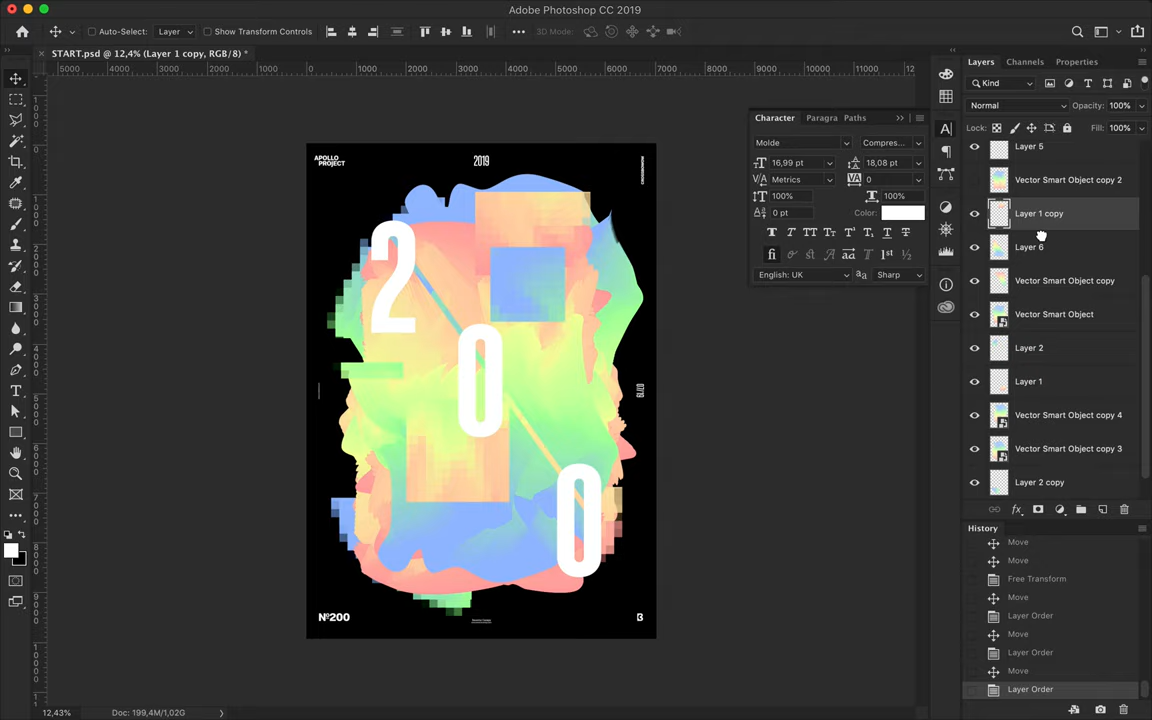 Adobe Photoshop CC 2019
Auto-Select: Layer Show Transform Controls 3D Mode:
START.psd @ 12,4% (Layer 1 copy, RGB/8) *
5000 4000 3000 2000 1000 0 1000 2000 3000 4000 5000 6000 7000 8000 9000 10000 11000 12
APOLLO
PROJECT
2019
2
0
0
07/19
Nº200
B
Character Paragra Paths
Molde Compres...
16,99 pt 18,08 pt
Metrics 0
100% 100%
0 pt Color:
English: UK Sharp
Layers Channels Properties
Kind
Normal Opacity: 100%
Lock: Fill: 100%
Layer 5
Vector Smart Object copy 2
Layer 1 copy
Layer 6
Vector Smart Object copy
Vector Smart Object
Layer 2
Layer 1
Vector Smart Object copy 4
Vector Smart Object copy 3
Layer 2 copy
History
Move
Move
Free Transform
Move
Layer Order
Move
Layer Order
Move
Layer Order
12,43% Doc: 199,4M/1,02G